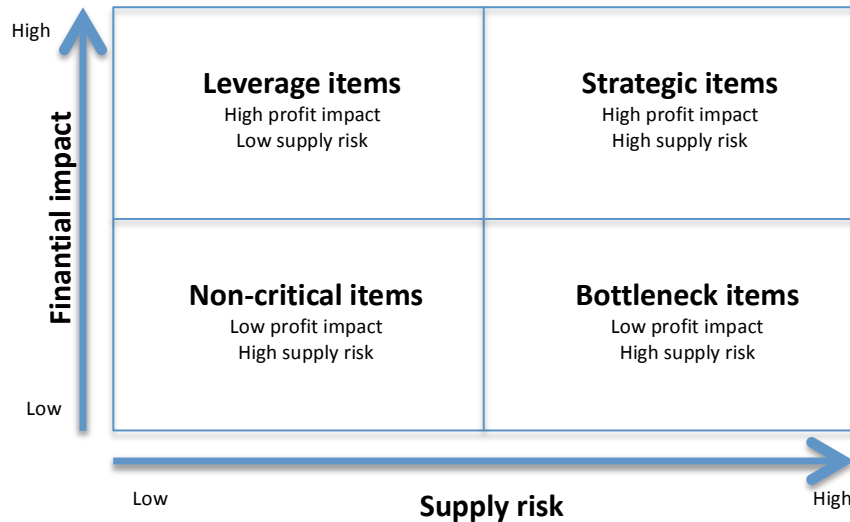 High
Leverage items
High profit impact
Low supply risk
Strategic items
High profit impact
High supply risk
Finantial impact
Non-critical items
Low profit impact
High supply risk
Bottleneck items
Low profit impact
High supply risk
Low
Low
Supply risk
High